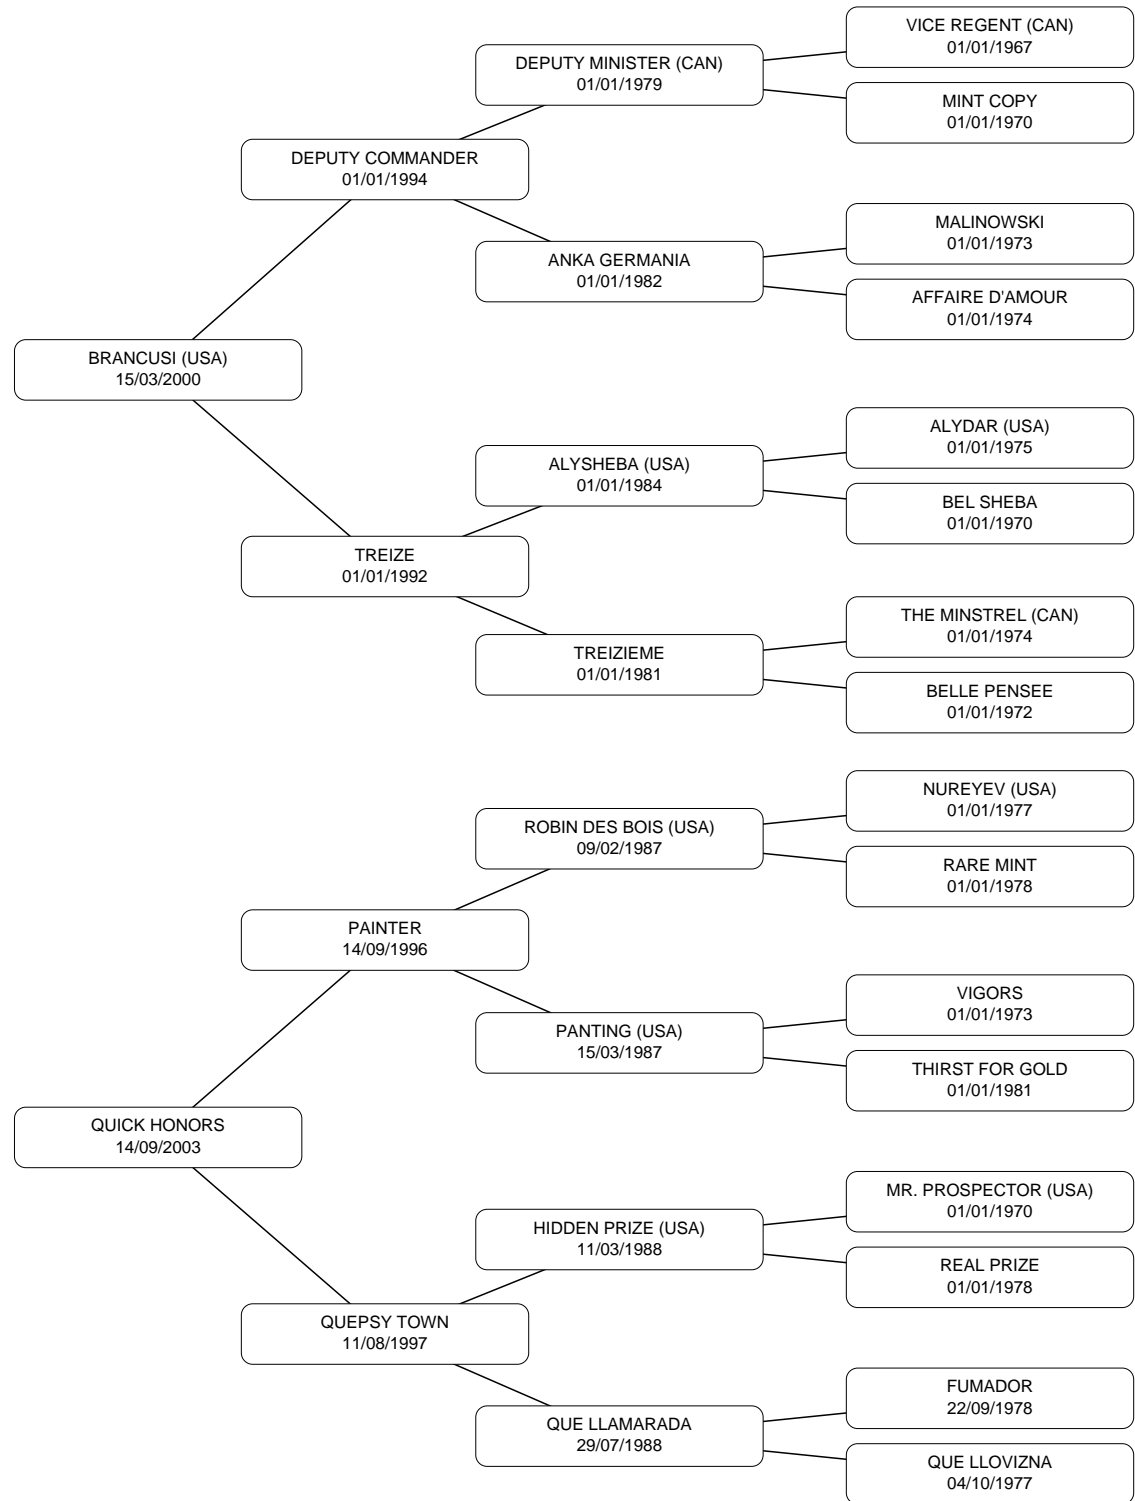 VICE REGENT (CAN)
01/01/1967
DEPUTY MINISTER (CAN)
01/01/1979
MINT COPY
01/01/1970
DEPUTY COMMANDER
01/01/1994
MALINOWSKI
01/01/1973
ANKA GERMANIA
01/01/1982
AFFAIRE D'AMOUR
01/01/1974
BRANCUSI (USA)
15/03/2000
ALYDAR (USA)
01/01/1975
ALYSHEBA (USA)
01/01/1984
BEL SHEBA
01/01/1970
TREIZE
01/01/1992
THE MINSTREL (CAN)
01/01/1974
TREIZIEME
01/01/1981
BELLE PENSEE
01/01/1972
NUREYEV (USA)
01/01/1977
ROBIN DES BOIS (USA)
09/02/1987
RARE MINT
01/01/1978
PAINTER
14/09/1996
VIGORS
01/01/1973
PANTING (USA)
15/03/1987
THIRST FOR GOLD
01/01/1981
QUICK HONORS
14/09/2003
MR. PROSPECTOR (USA)
01/01/1970
HIDDEN PRIZE (USA)
11/03/1988
REAL PRIZE
01/01/1978
QUEPSY TOWN
11/08/1997
FUMADOR
22/09/1978
QUE LLAMARADA
29/07/1988
QUE LLOVIZNA
04/10/1977